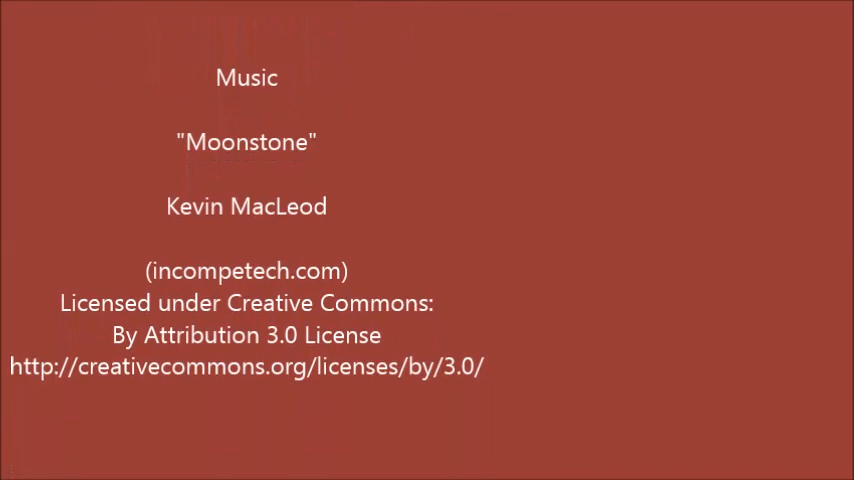 Music
"Moonstone"
Kevin MacLeod
(incompetech.com)
Licensed under Creative Commons:
By Attribution 3.0 License
http://creativecommons.org/licenses/by/3.0/